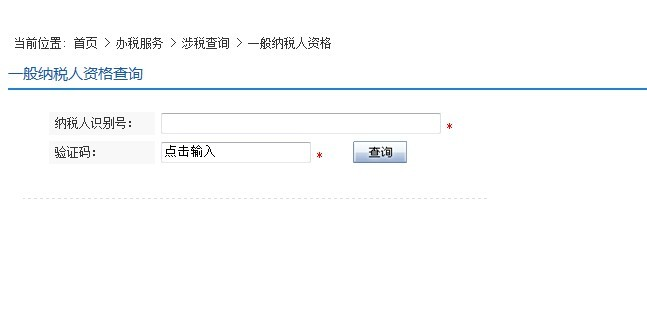 当前位置：首页 > 办税服务 > 涉税查询 > 一般纳税人资格
一般纳税人资格查询
纳税人识别号： *
验证码： 点击输入 * 查询